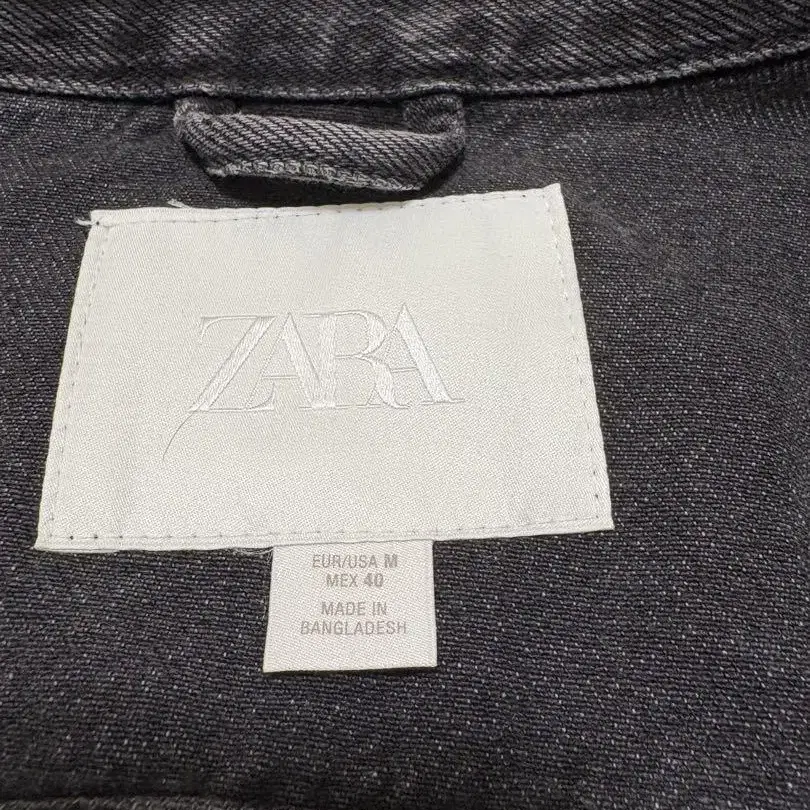 ZARA
EUR/USA M
MEX 40
MADE IN
BANGLADESH